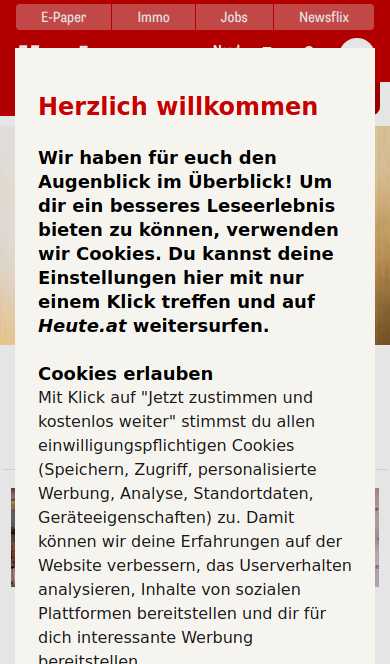 E-Paper Immo Jobs Newsflix
Herzlich willkommen
Wir haben für euch den
Augenblick im Überblick! Um
dir ein besseres Leseerlebnis
bieten zu können, verwenden
wir Cookies. Du kannst deine
Einstellungen hier mit nur
einem Klick treffen und auf
Heute.at weitersurfen.
Cookies erlauben
Mit Klick auf "Jetzt zustimmen und
kostenlos weiter" stimmst du allen
einwilligungspflichtigen Cookies
(Speichern, Zugriff, personalisierte
Werbung, Analyse, Standortdaten,
Geräteeigenschaften) zu. Damit
können wir deine Erfahrungen auf der
Website verbessern, das Userverhalten
analysieren, Inhalte von sozialen
Plattformen bereitstellen und dir für
dich interessante Werbung
bereitstellen